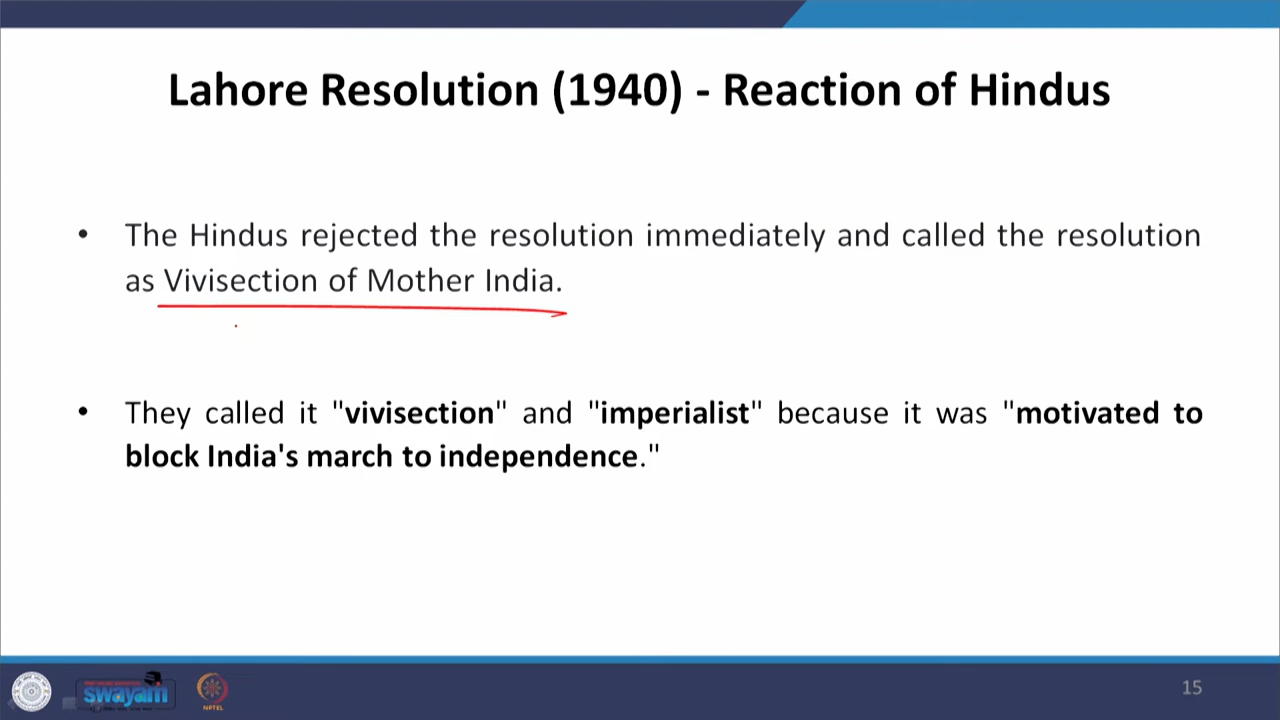 Lahore Resolution (1940) - Reaction of Hindus
• The Hindus rejected the resolution immediately and called the resolution
as Vivisection of Mother India.
• They called it "vivisection" and "imperialist" because it was "motivated to
block India's march to independence."
swayam
NPTEL
15